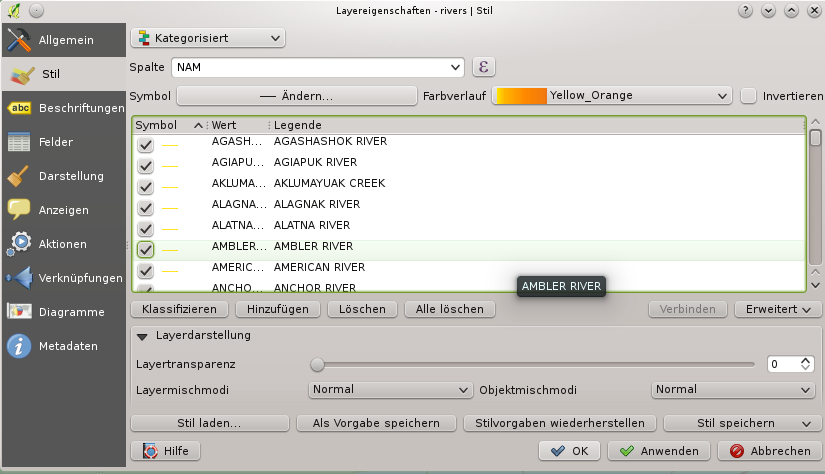 Layereigenschaften - rivers | Stil
Allgemein
Stil
abc Beschriftungen
Felder
Darstellung
Anzeigen
Aktionen
Verknüpfungen
Diagramme
Metadaten
Kategorisiert
Spalte NAM ε
Symbol Ändern... Farbverlauf Yellow_Orange Invertieren
Symbol Wert Legende
AGASH... AGASHASHOK RIVER
AGIAPU... AGIAPUK RIVER
AKLUMA... AKLUMAYUAK CREEK
ALAGNA... ALAGNAK RIVER
ALATNA... ALATNA RIVER
AMBLER... AMBLER RIVER
AMERIC... AMERICAN RIVER
ANCHO... ANCHOR RIVER
AMBLER RIVER
Klassifizieren Hinzufügen Löschen Alle löschen Verbinden Erweitert
Layerdarstellung
Layertransparenz 0
Layermischmodi Normal Objektmischmodi Normal
Stil laden... Als Vorgabe speichern Stilvorgaben wiederherstellen Stil speichern
Hilfe OK Anwenden Abbrechen